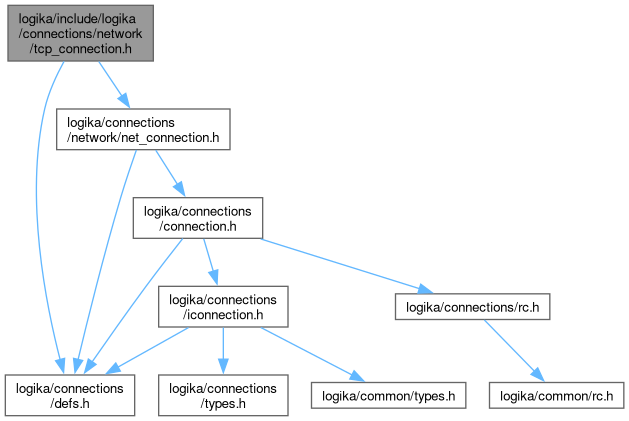 logika/include/logika
/connections/network
/tcp_connection.h
logika/connections
/network/net_connection.h
logika/connections
/connection.h
logika/connections
/iconnection.h
logika/connections/rc.h
logika/connections
/defs.h
logika/connections
/types.h
logika/common/types.h
logika/common/rc.h